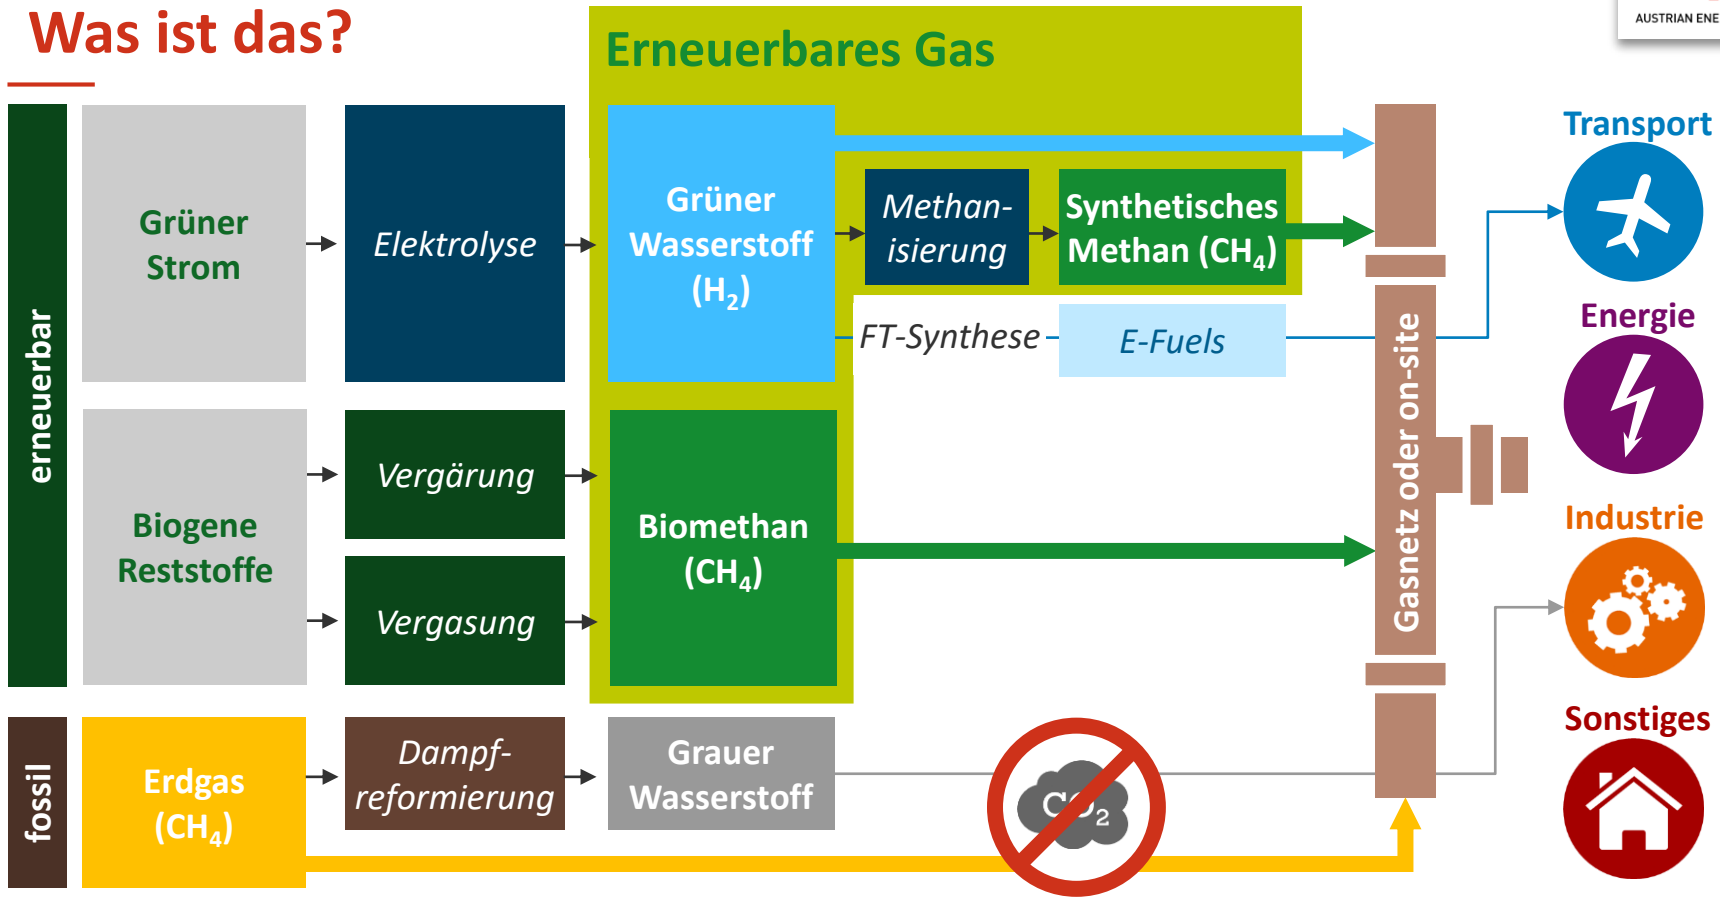 Was ist das?
Erneuerbares Gas
AUSTRIAN ENE
erneuerbar
Grüner
Strom
Elektrolyse
Grüner
Wasserstoff
(H₂)
Methan-
isierung
Synthetisches
Methan (CH₄)
FT-Synthese
E-Fuels
Biogene
Reststoffe
Vergärung
Vergasung
Biomethan
(CH₄)
fossil
Erdgas
(CH₄)
Dampf-
reformierung
Grauer
Wasserstoff
CO₂
Gasnetz oder on-site
Transport
Energie
Industrie
Sonstiges